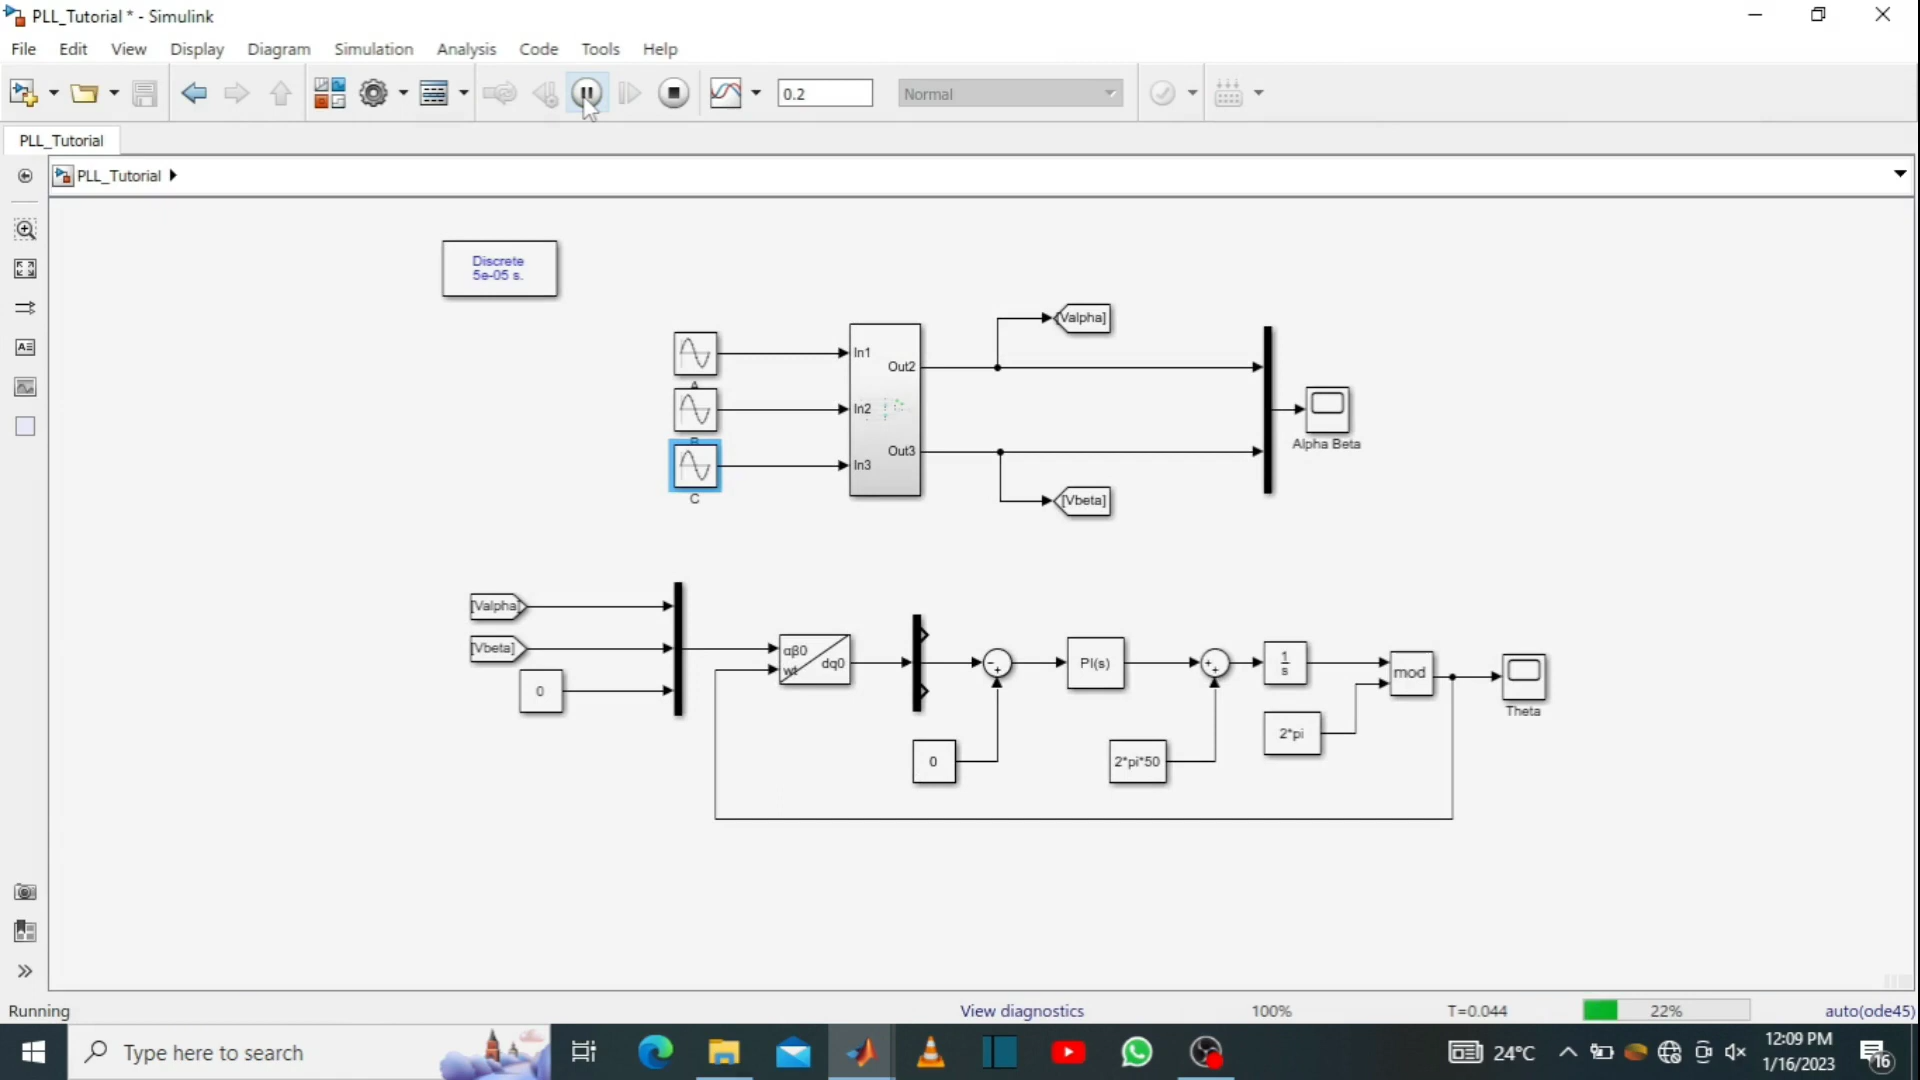 PLL_Tutorial * - Simulink
File Edit View Display Diagram Simulation Analysis Code Tools Help
0.2 Normal
PLL_Tutorial
PLL_Tutorial
Discrete
5e-05 s.
[Valpha]
In1
Out2
A
In2
Alpha Beta
B
Out3
In3
C
[Vbeta]
[Valpha]
[Vbeta]
αβ0
wt
dq0
0
-
+
PI(s)
+
+
1
s
mod
Theta
2*pi
0
2*pi*50
Running View diagnostics 100% T=0.044 22% auto(ode45)
Type here to search 24°C 12:09 PM
1/16/2023
16